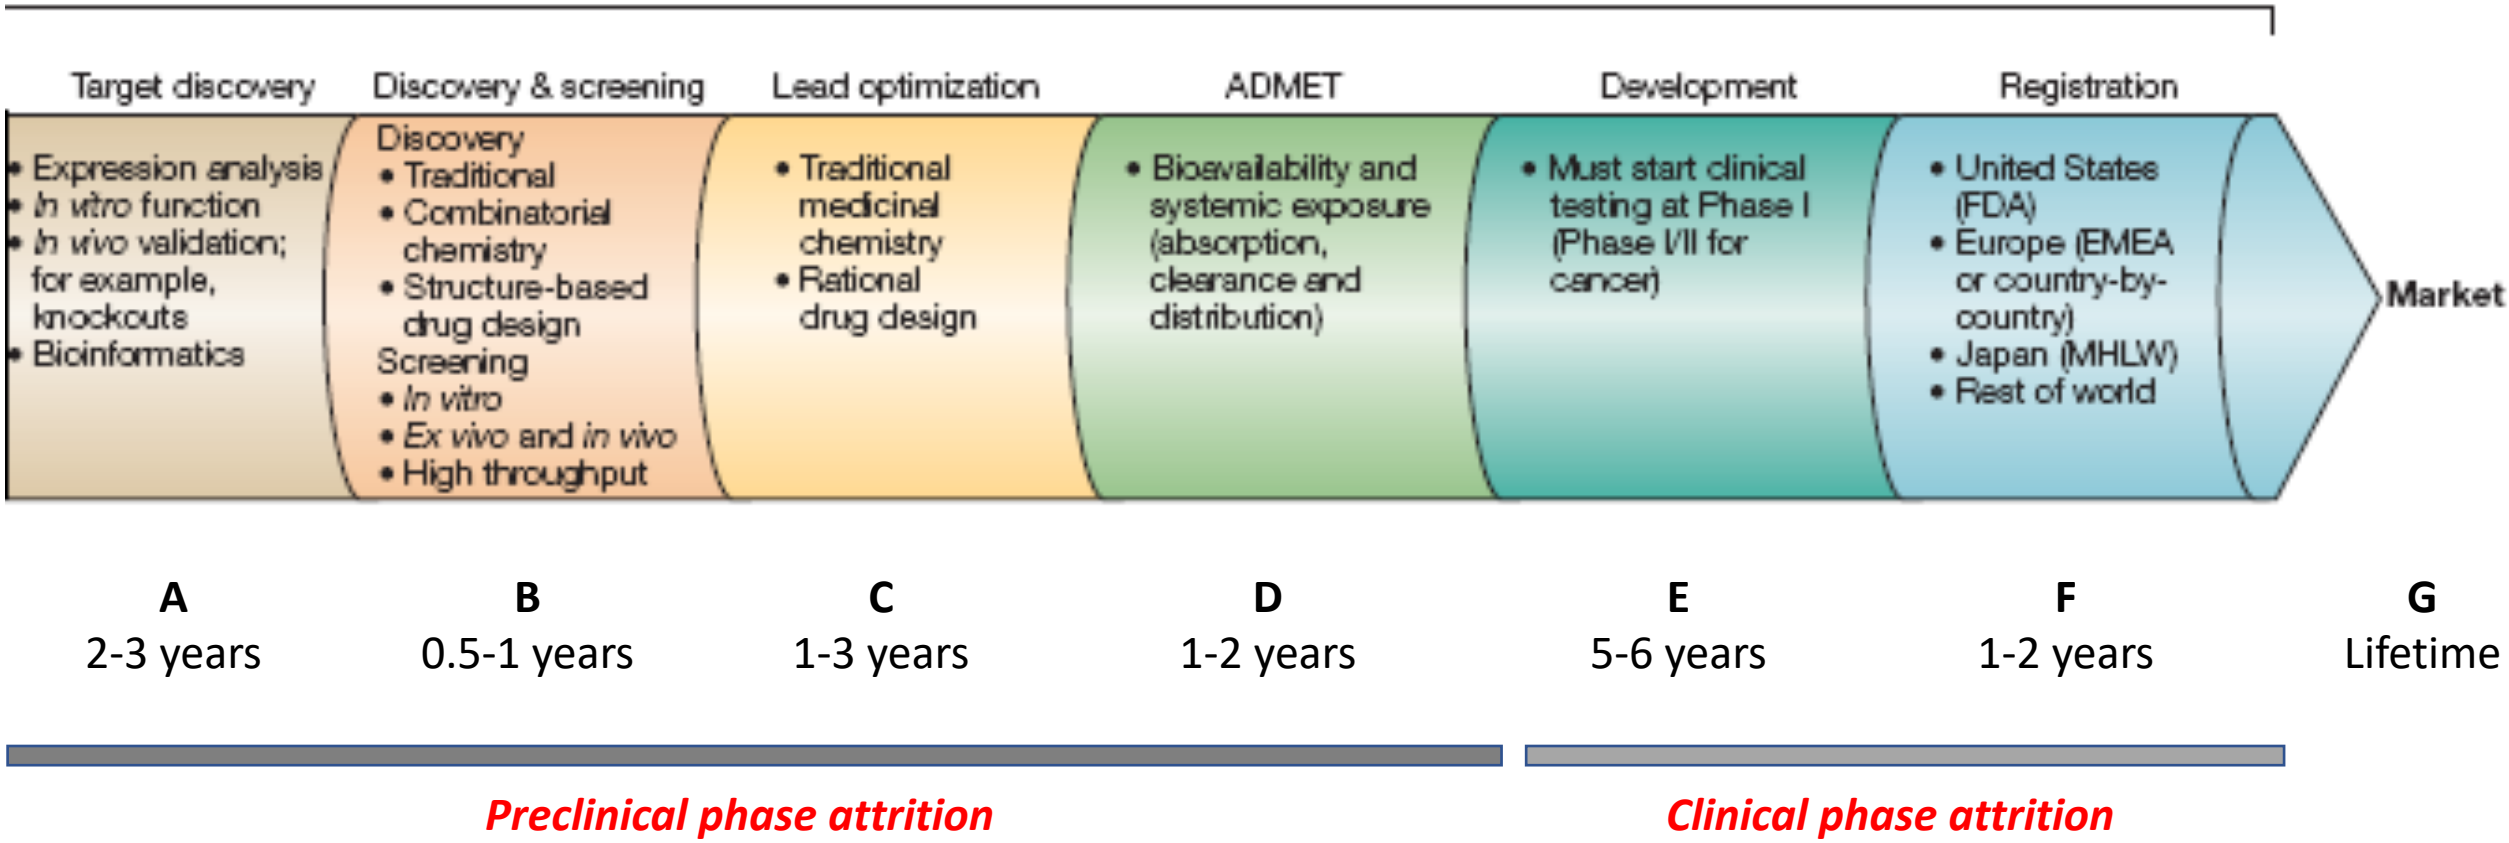 Target discovery
Discovery & screening
Lead optimization
ADMET
Development
Registration
• Expression analysis
• In vitro function
• In vivo validation;
for example,
knockouts
• Bioinformatics
Discovery
• Traditional
• Combinatorial
chemistry
• Structure-based
drug design
Screening
• In vitro
• Ex vivo and in vivo
• High throughput
• Traditional
medicinal
chemistry
• Rational
drug design
• Bioavailability and
systemic exposure
(absorption,
clearance and
distribution)
• Must start clinical
testing at Phase I
(Phase I/II for
cancer)
• United States
(FDA)
• Europe (EMEA
or country-by-
country)
• Japan (MHLW)
• Rest of world
Market
A
2-3 years
B
0.5-1 years
C
1-3 years
D
1-2 years
E
5-6 years
F
1-2 years
G
Lifetime
Preclinical phase attrition
Clinical phase attrition